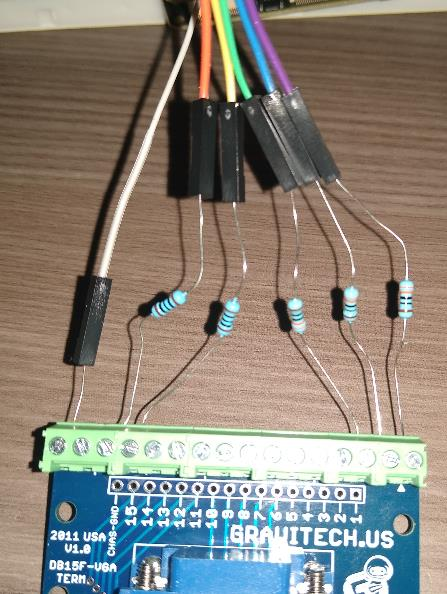 CHAS-GND
15
14
13
12
11
10
9
8
7
6
5
4
3
2
1
2011 USA
V1.0
DB15F-VGA
TERM.
GRAVITECH.US